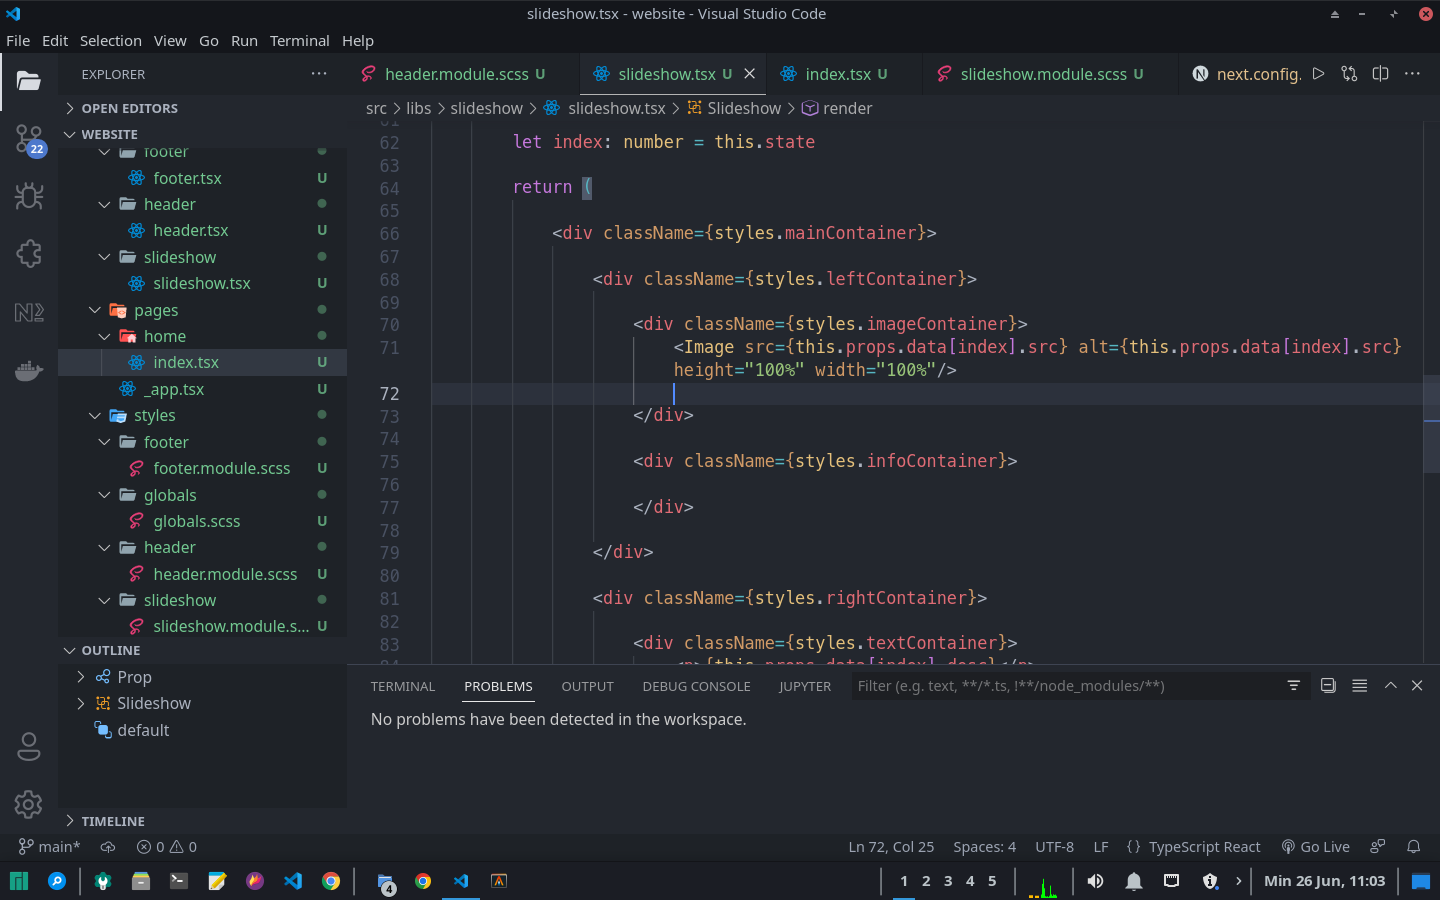 slideshow.tsx - website - Visual Studio Code
File Edit Selection View Go Run Terminal Help
EXPLORER
header.module.scss U
slideshow.tsx U
index.tsx U
slideshow.module.scss U
next.config.
OPEN EDITORS
WEBSITE
footer
footer.tsx U
header
header.tsx U
slideshow
slideshow.tsx U
pages
home
index.tsx U
_app.tsx U
styles
footer
footer.module.scss U
globals
globals.scss U
header
header.module.scss U
slideshow
slideshow.module.s... U
OUTLINE
Prop
Slideshow
default
TIMELINE
22
src > libs > slideshow > slideshow.tsx > Slideshow > render
61
62 let index: number = this.state
63
64 return (
65
66 <div className={styles.mainContainer}>
67
68 <div className={styles.leftContainer}>
69
70 <div className={styles.imageContainer}>
71 <Image src={this.props.data[index].src} alt={this.props.data[index].src}
height="100%" width="100%"/>
72
73 </div>
74
75 <div className={styles.infoContainer}>
76
77 </div>
78
79 </div>
80
81 <div className={styles.rightContainer}>
82
83 <div className={styles.textContainer}>
84 <p>{this.props.data[index].desc}</p>
TERMINAL PROBLEMS OUTPUT DEBUG CONSOLE JUPYTER
Filter (e.g. text, **/*.ts, !**/node_modules/**)
No problems have been detected in the workspace.
main* 0 0
Ln 72, Col 25 Spaces: 4 UTF-8 LF {} TypeScript React Go Live
4
1 2 3 4 5
Min 26 Jun, 11:03